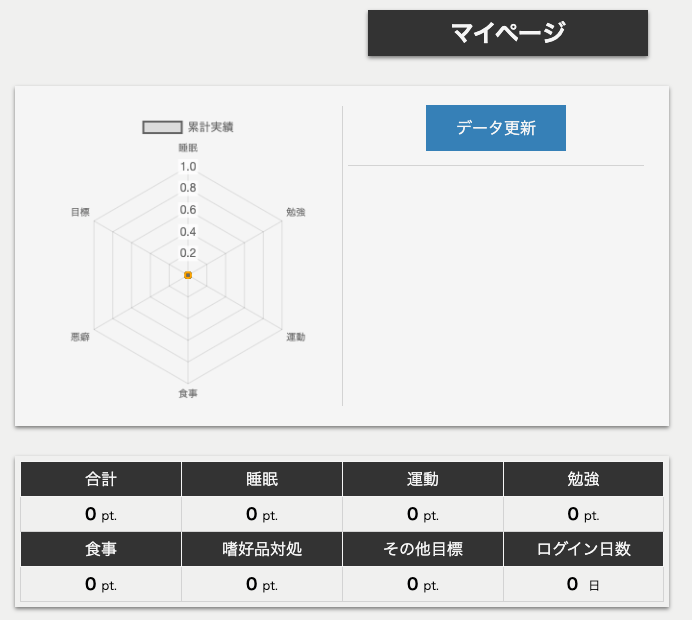 マイページ
データ更新
累計実績
睡眠
1.0
0.8
目標
0.6
勉強
0.4
0.2
悪癖
運動
食事
合計 睡眠 運動 勉強
0 pt. 0 pt. 0 pt. 0 pt.
食事 嗜好品対処 その他目標 ログイン日数
0 pt. 0 pt. 0 pt. 0 日